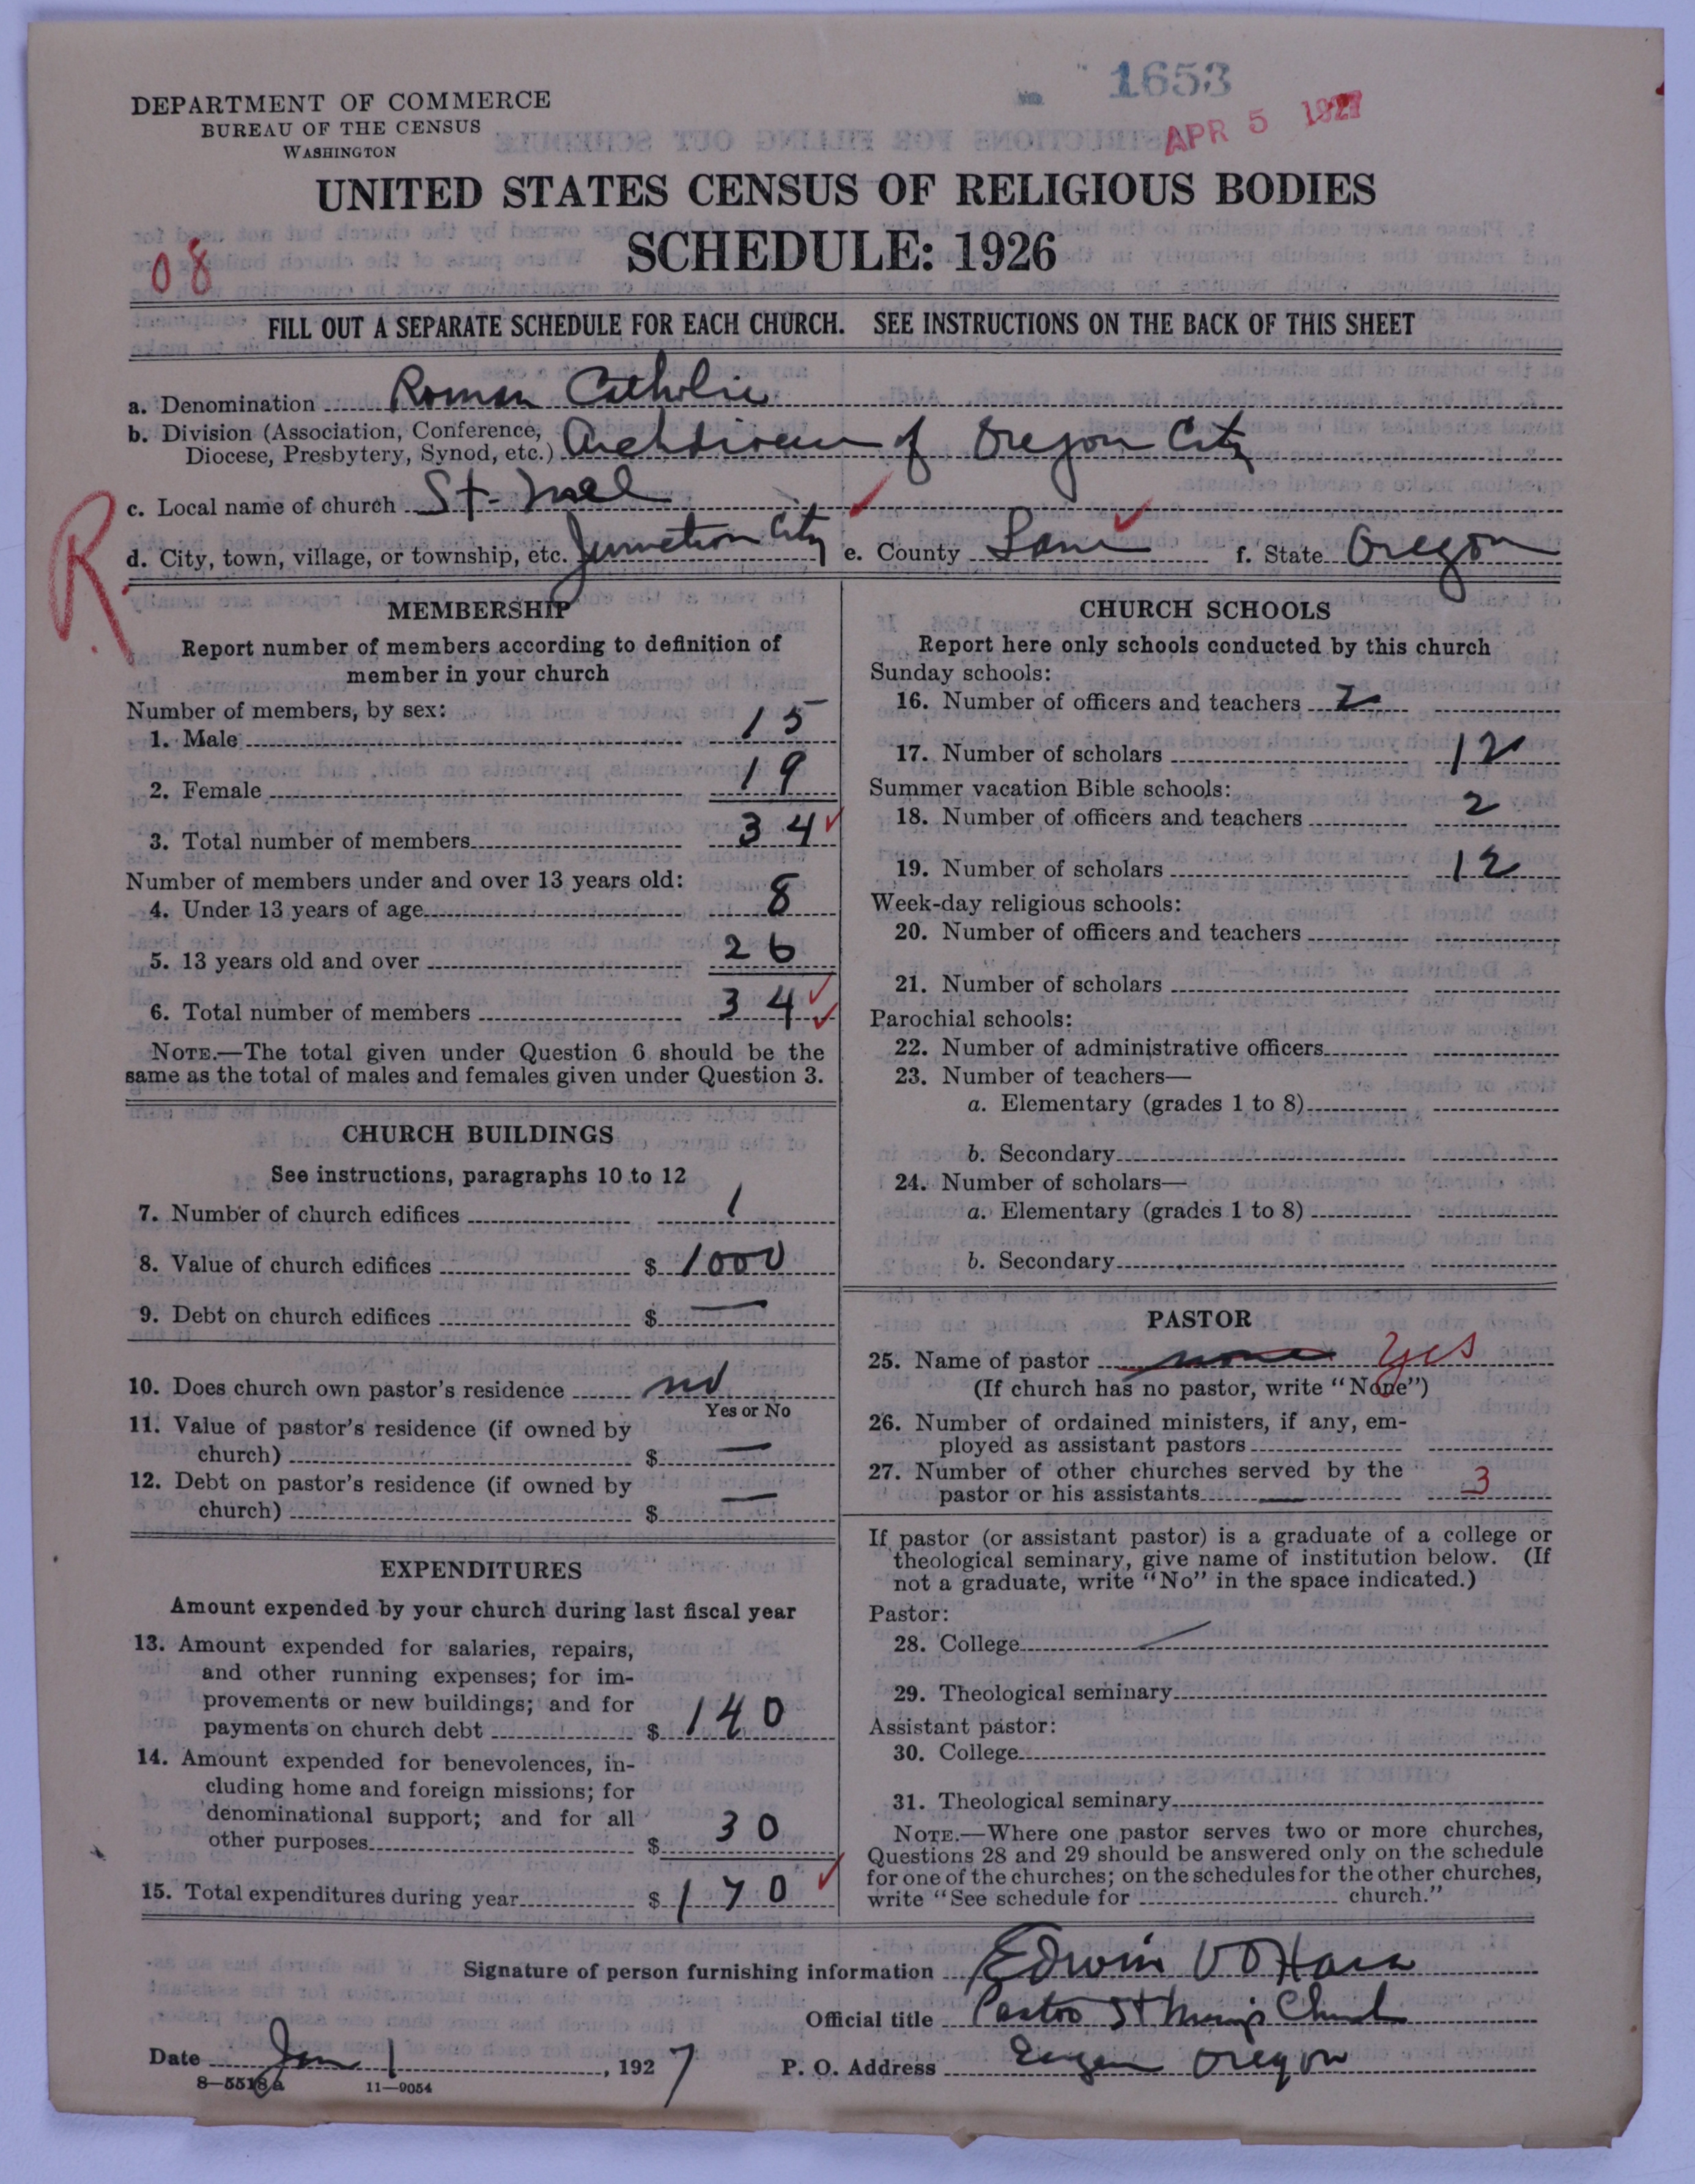 1653
APR 5 1927
DEPARTMENT OF COMMERCE
BUREAU OF THE CENSUS
WASHINGTON
UNITED STATES CENSUS OF RELIGIOUS BODIES
SCHEDULE: 1926
08
FILL OUT A SEPARATE SCHEDULE FOR EACH CHURCH. SEE INSTRUCTIONS ON THE BACK OF THIS SHEET
a. Denomination Roman Catholic
b. Division (Association, Conference,
Diocese, Presbytery, Synod, etc.) Archdiocese of Oregon City
c. Local name of church St. Mel
R
d. City, town, village, or township, etc. Junction City e. County Lane f. State Oregon
MEMBERSHIP
Report number of members according to definition of
member in your church
Number of members, by sex:
1. Male 15
2. Female 19
3. Total number of members 34
Number of members under and over 13 years old:
4. Under 13 years of age 8
5. 13 years old and over 26
6. Total number of members 34
NOTE.—The total given under Question 6 should be the
same as the total of males and females given under Question 3.
CHURCH BUILDINGS
See instructions, paragraphs 10 to 12
7. Number of church edifices 1
8. Value of church edifices $ 1000
9. Debt on church edifices $ —
10. Does church own pastor's residence no
Yes or No
11. Value of pastor's residence (if owned by
church) $ —
12. Debt on pastor's residence (if owned by
church) $ —
EXPENDITURES
Amount expended by your church during last fiscal year
13. Amount expended for salaries, repairs,
and other running expenses; for im-
provements or new buildings; and for
payments on church debt $ 140
14. Amount expended for benevolences, in-
cluding home and foreign missions; for
denominational support; and for all
other purposes $ 30
15. Total expenditures during year $ 170
CHURCH SCHOOLS
Report here only schools conducted by this church
Sunday schools:
16. Number of officers and teachers 2
17. Number of scholars 12
Summer vacation Bible schools:
18. Number of officers and teachers 2
19. Number of scholars 12
Week-day religious schools:
20. Number of officers and teachers
21. Number of scholars
Parochial schools:
22. Number of administrative officers
23. Number of teachers—
a. Elementary (grades 1 to 8)
b. Secondary
24. Number of scholars—
a. Elementary (grades 1 to 8)
b. Secondary
PASTOR
25. Name of pastor none Yes
(If church has no pastor, write "None")
26. Number of ordained ministers, if any, em-
ployed as assistant pastors
27. Number of other churches served by the
pastor or his assistants — 3
If pastor (or assistant pastor) is a graduate of a college or
theological seminary, give name of institution below. (If
not a graduate, write "No" in the space indicated.)
Pastor:
28. College
29. Theological seminary
Assistant pastor:
30. College
31. Theological seminary
NOTE.—Where one pastor serves two or more churches,
Questions 28 and 29 should be answered only on the schedule
for one of the churches; on the schedules for the other churches,
write "See schedule for church."
Signature of person furnishing information Edwin V O'Hara
Official title Pastor St Mary's Church
Date Jan 1, 1927 P. O. Address Eugene Oregon
8—5518a 11—9054